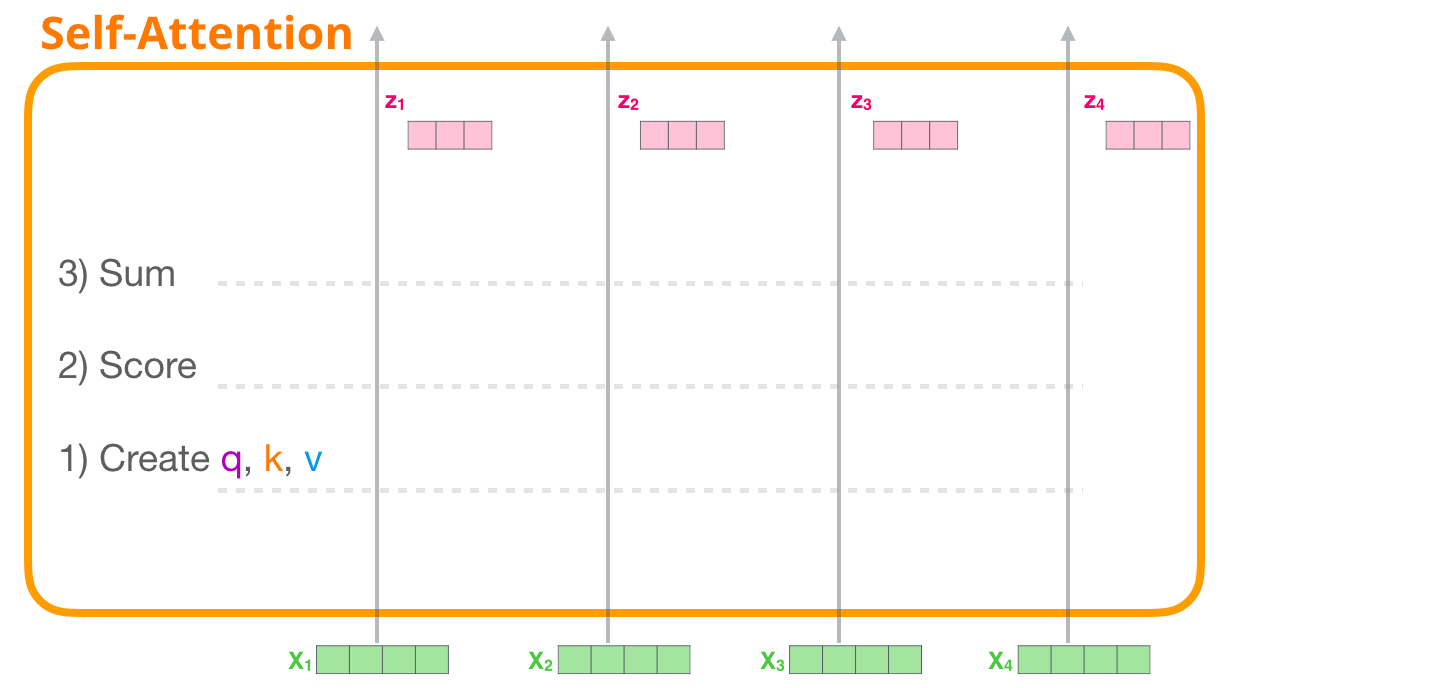 Self-Attention
z1 z2 z3 z4
3) Sum
2) Score
1) Create q, k, v
X1 X2 X3 X4